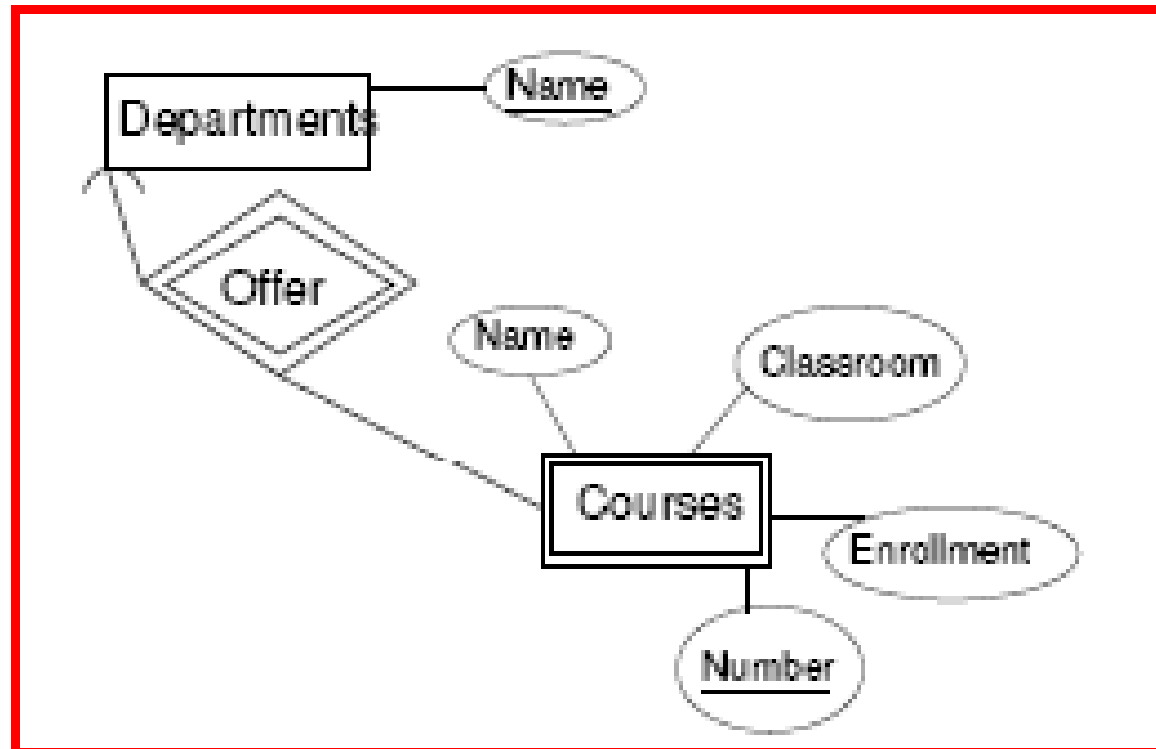 Name
Departments
Offer
Name
Classroom
Courses
Enrollment
Number